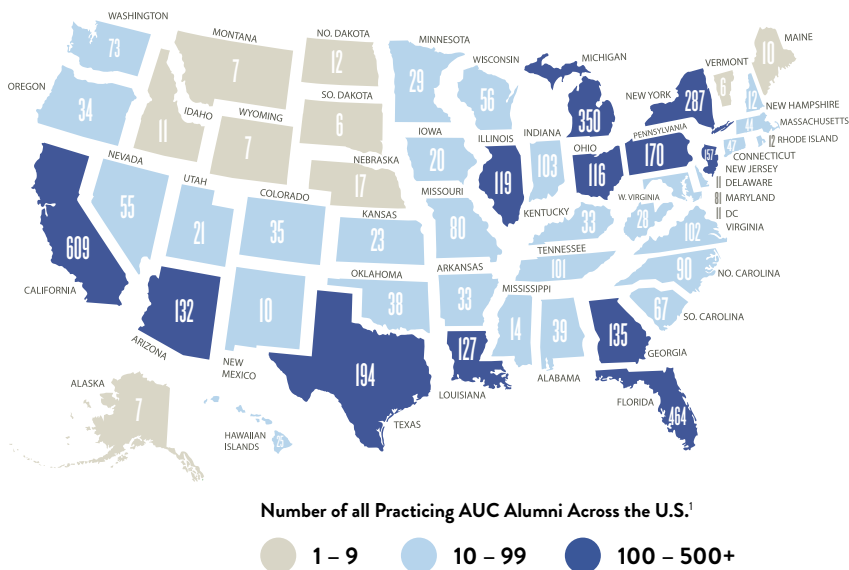 WASHINGTON
73
MONTANA
7
NO. DAKOTA
12
MINNESOTA
29
WISCONSIN
56
MICHIGAN
350
VERMONT
6
MAINE
10
OREGON
34
IDAHO
11
WYOMING
7
SO. DAKOTA
6
IOWA
20
ILLINOIS
119
INDIANA
103
OHIO
116
NEW YORK
287
PENNSYLVANIA
170
12
NEW HAMPSHIRE
44
MASSACHUSETTS
12
RHODE ISLAND
47
CONNECTICUT
157
NEW JERSEY
11
DELAWARE
81
MARYLAND
11
DC
NEVADA
55
UTAH
21
COLORADO
35
NEBRASKA
17
KANSAS
23
MISSOURI
80
KENTUCKY
33
W. VIRGINIA
28
VIRGINIA
102
CALIFORNIA
609
ARIZONA
132
NEW
MEXICO
10
OKLAHOMA
38
ARKANSAS
33
TENNESSEE
101
NO. CAROLINA
90
SO. CAROLINA
67
MISSISSIPPI
14
ALABAMA
39
GEORGIA
135
TEXAS
194
LOUISIANA
127
FLORIDA
464
ALASKA
7
HAWAIIAN
ISLANDS
25
Number of all Practicing AUC Alumni Across the U.S.¹
1 – 9
10 – 99
100 – 500+